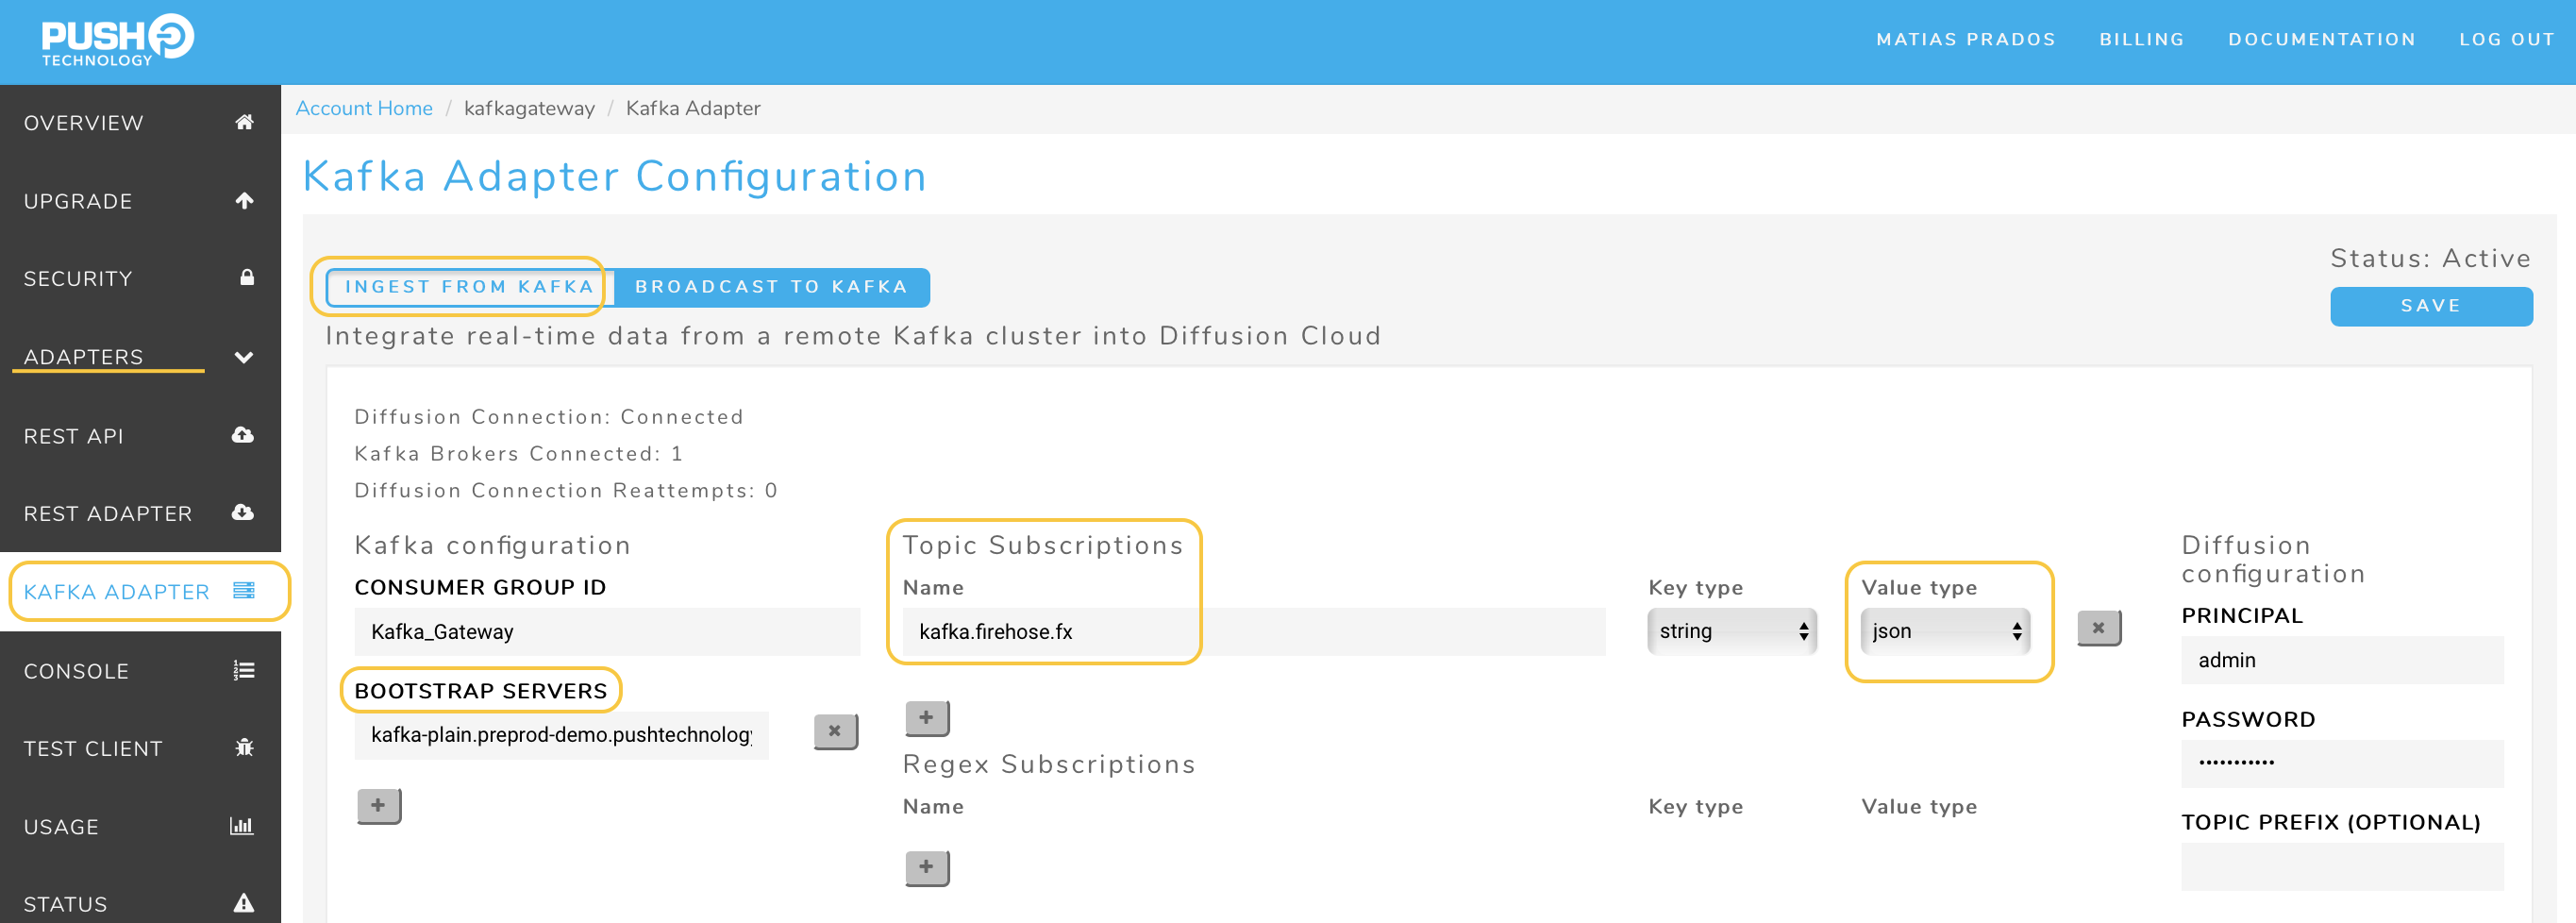 PUSH
TECHNOLOGY
MATIAS PRADOS BILLING DOCUMENTATION LOG OUT
OVERVIEW
UPGRADE
SECURITY
ADAPTERS
REST API
REST ADAPTER
KAFKA ADAPTER
CONSOLE
TEST CLIENT
USAGE
STATUS
Account Home / kafkagateway / Kafka Adapter
Kafka Adapter Configuration
INGEST FROM KAFKA BROADCAST TO KAFKA
Status: Active
SAVE
Integrate real-time data from a remote Kafka cluster into Diffusion Cloud
Diffusion Connection: Connected
Kafka Brokers Connected: 1
Diffusion Connection Reattempts: 0
Kafka configuration
CONSUMER GROUP ID
Kafka_Gateway
BOOTSTRAP SERVERS
kafka-plain.preprod-demo.pushtechnology
Topic Subscriptions
Name Key type Value type
kafka.firehose.fx string json
Regex Subscriptions
Name Key type Value type
Diffusion
configuration
PRINCIPAL
admin
PASSWORD
•••••••••••
TOPIC PREFIX (OPTIONAL)